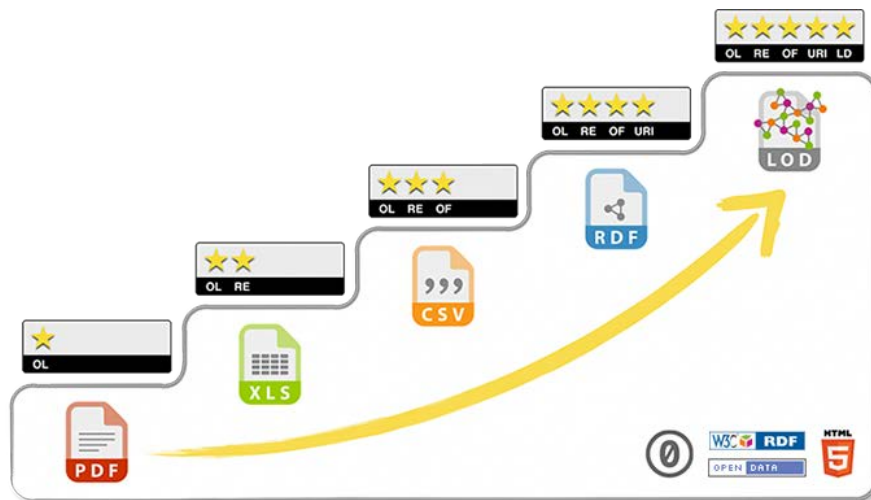 OL RE OF URI LD
OL RE OF URI
LOD
OL RE OF
RDF
OL RE
CSV
OL
XLS
PDF
0
W3C RDF
OPEN DATA
HTML
5